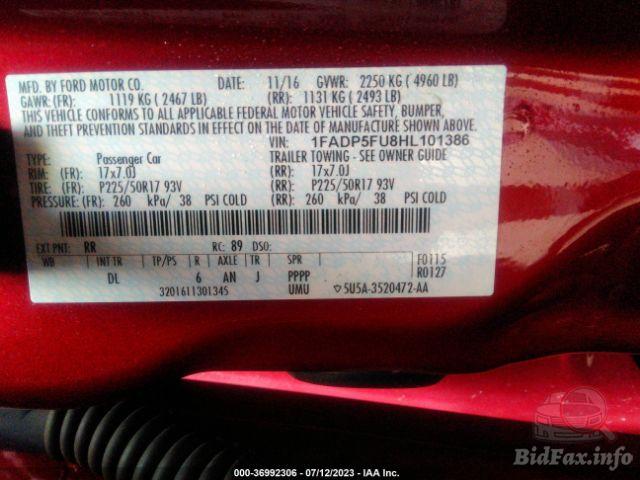 MFD. BY FORD MOTOR CO. DATE: 11/16 GVWR: 2250 KG ( 4960 LB)
GAWR: (FR): 1119 KG ( 2467 LB) (RR): 1131 KG ( 2493 LB)
THIS VEHICLE CONFORMS TO ALL APPLICABLE FEDERAL MOTOR VEHICLE SAFETY, BUMPER,
AND THEFT PREVENTION STANDARDS IN EFFECT ON THE DATE OF MANUFACTURE SHOWN ABOVE.
VIN: 1FADP5FU8HL101386
TYPE: Passenger Car TRAILER TOWING - SEE OWNER GUIDE
RIM: (FR): 17x7.0J (RR): 17x7.0J
TIRE: (FR): P225/50R17 93V (RR): P225/50R17 93V
PRESSURE: (FR): 260 kPa/ 38 PSI COLD (RR): 260 kPa/ 38 PSI COLD
EXT PNT: RR RC: 89 DSO:
WB INT TR TP/PS R AXLE TR SPR F0115
DL 6 AN J PPPP R0127
3201611301345 UMU ▽5U5A-3520472-AA
BidFax.info
000-36992306 - 07/12/2023 - IAA Inc.